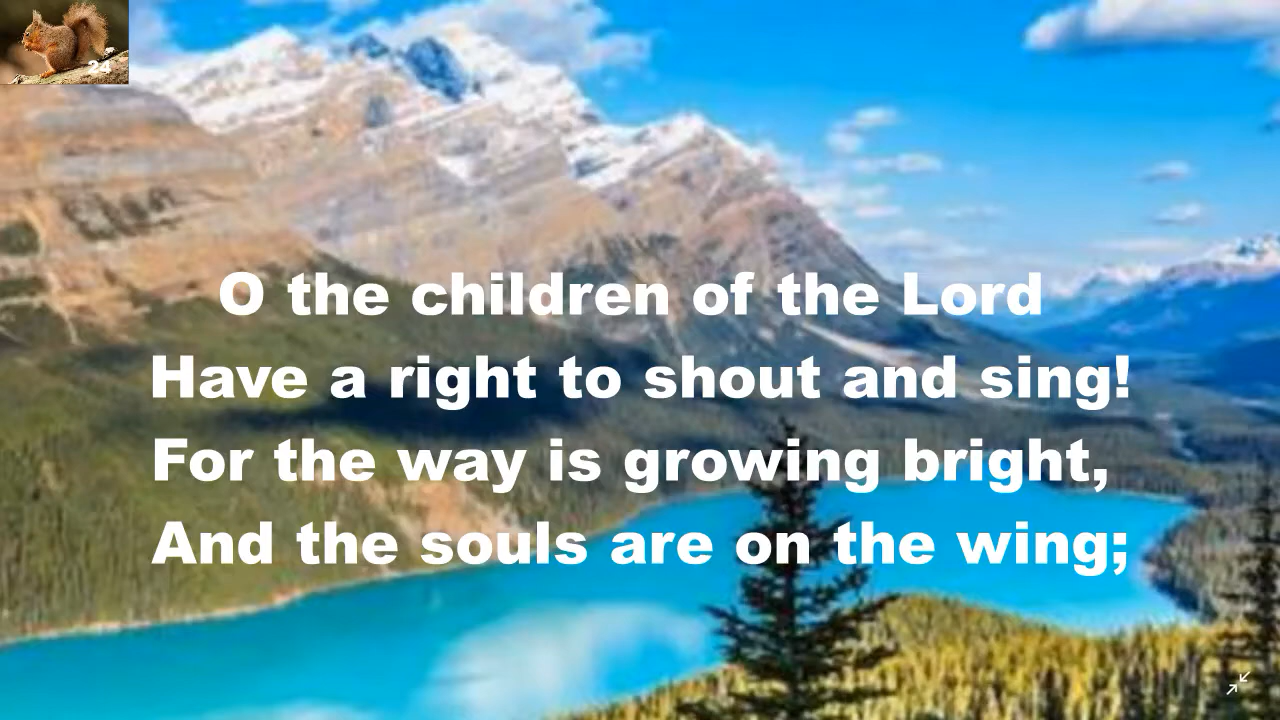 24
O the children of the Lord
Have a right to shout and sing!
For the way is growing bright,
And the souls are on the wing;